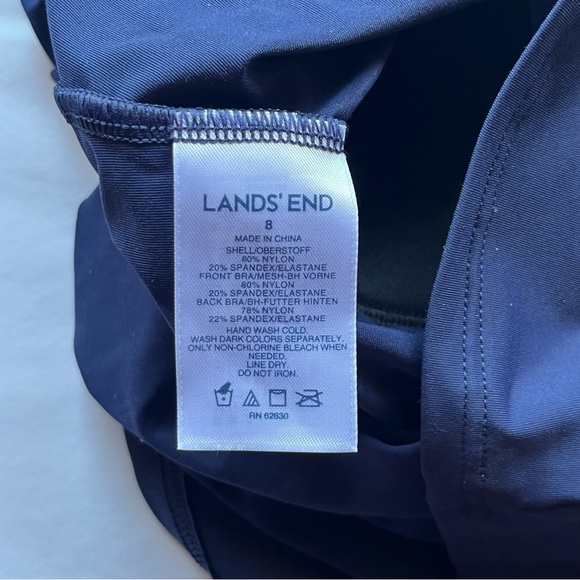 LANDS' END
8
MADE IN CHINA
SHELL/OBERSTOFF
80% NYLON
20% SPANDEX/ELASTANE
FRONT BRA/MESH-BH VORNE
80% NYLON
20% SPANDEX/ELASTANE
BACK BRA/BH-FUTTER HINTEN
78% NYLON
22% SPANDEX/ELASTANE
HAND WASH COLD.
WASH DARK COLORS SEPARATELY.
ONLY NON-CHLORINE BLEACH WHEN
NEEDED.
LINE DRY.
DO NOT IRON.
RN 62830